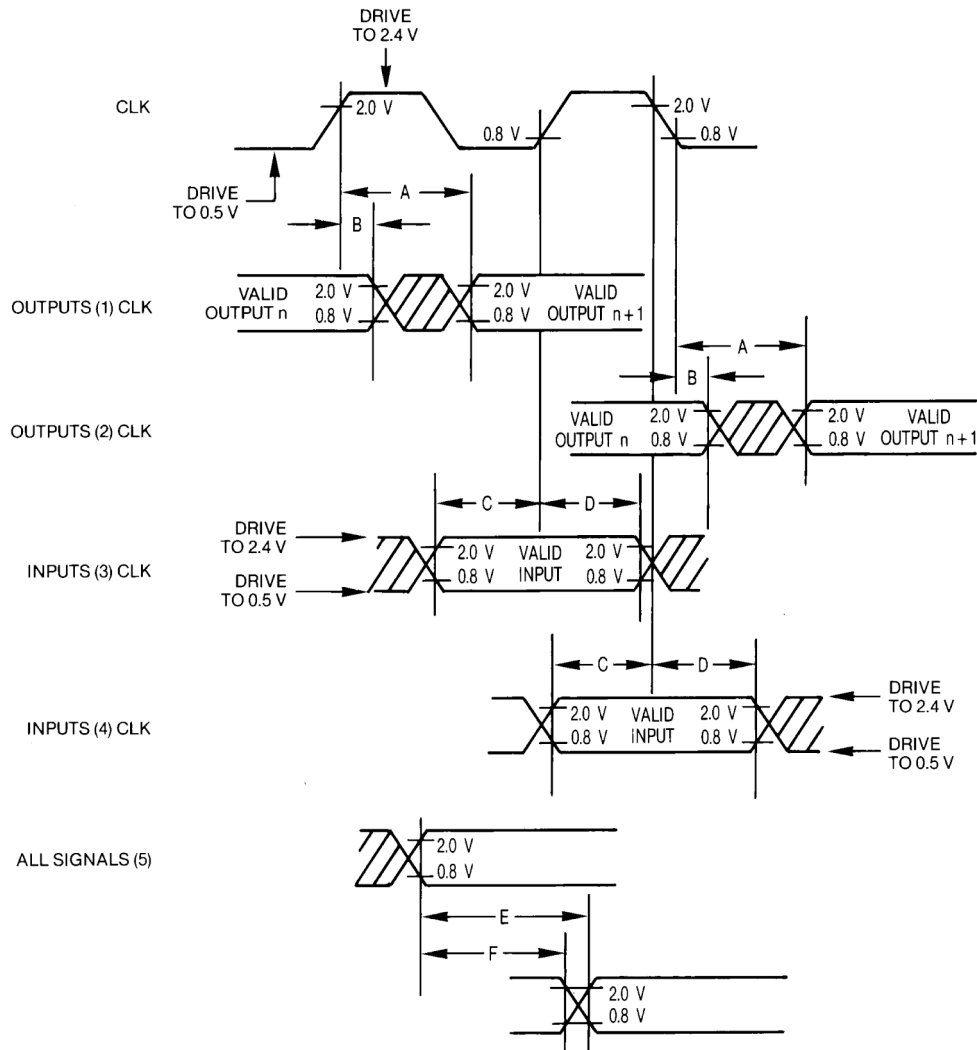 DRIVE
TO 2.4 V
CLK
2.0 V
0.8 V
2.0 V
0.8 V
DRIVE
TO 0.5 V
A
B
OUTPUTS (1) CLK
VALID
OUTPUT n
2.0 V
0.8 V
2.0 V
0.8 V
VALID
OUTPUT n+1
A
B
OUTPUTS (2) CLK
VALID
OUTPUT n
2.0 V
0.8 V
2.0 V
0.8 V
VALID
OUTPUT n+1
C
D
DRIVE
TO 2.4 V
INPUTS (3) CLK
DRIVE
TO 0.5 V
2.0 V
0.8 V
VALID
INPUT
2.0 V
0.8 V
C
D
INPUTS (4) CLK
2.0 V
0.8 V
VALID
INPUT
2.0 V
0.8 V
DRIVE
TO 2.4 V
DRIVE
TO 0.5 V
ALL SIGNALS (5)
2.0 V
0.8 V
E
F
2.0 V
0.8 V